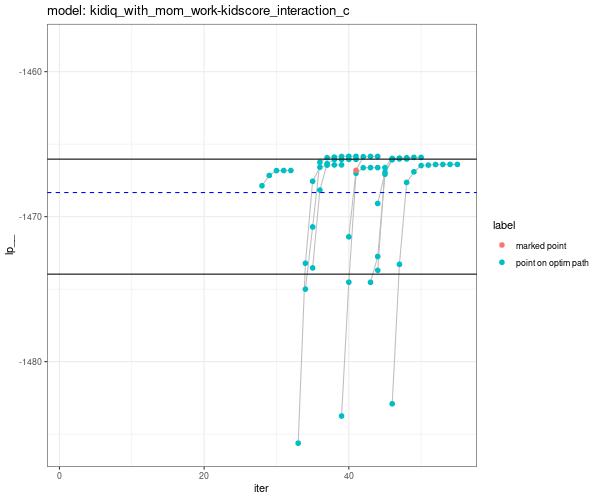 model: kidiq_with_mom_work-kidscore_interaction_c
-1460
-1470
-1480
lp__
0
20
40
iter
label
marked point
point on optim path